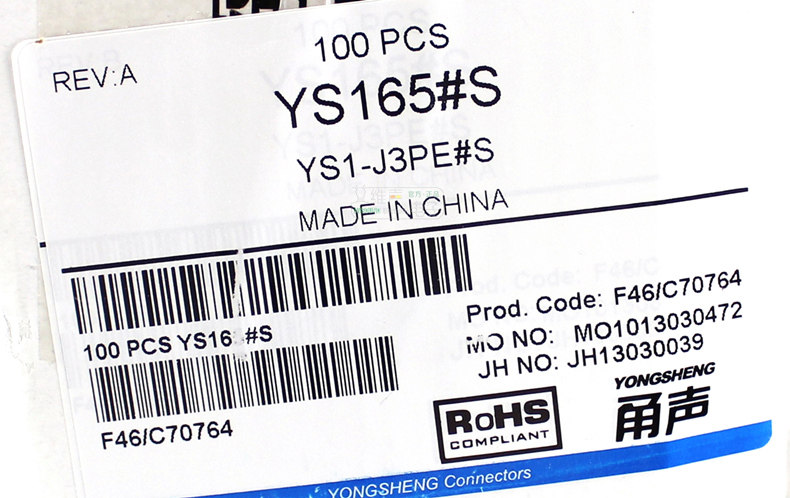 100 PCS
REV:A
YS165#S
YS1-J3PE#S
MADE IN CHINA
100 PCS YS165#S
F46/C70764
Prod. Code: F46/C70764
MO NO: MO1013030472
JH NO: JH13030039
RoHS
COMPLIANT
YONGSHENG
甬声
YONGSHENG Connectors